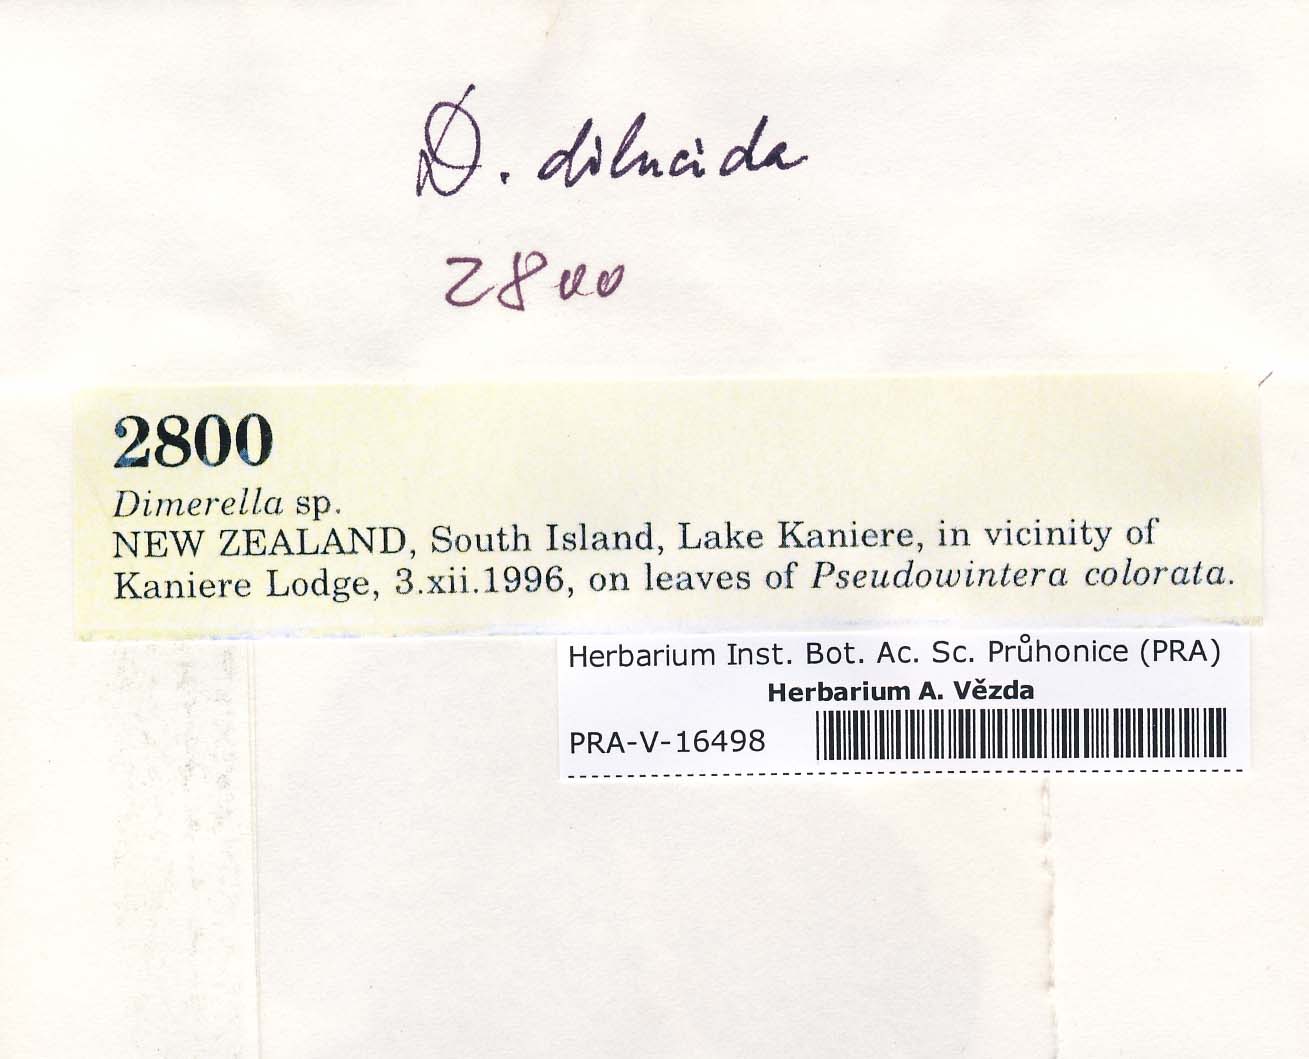 D. dilucida
2800
2800
Dimerella sp.
NEW ZEALAND, South Island, Lake Kaniere, in vicinity of
Kaniere Lodge, 3.xii.1996, on leaves of Pseudowintera colorata.
Herbarium Inst. Bot. Ac. Sc. Průhonice (PRA)
Herbarium A. Vězda
PRA-V-16498